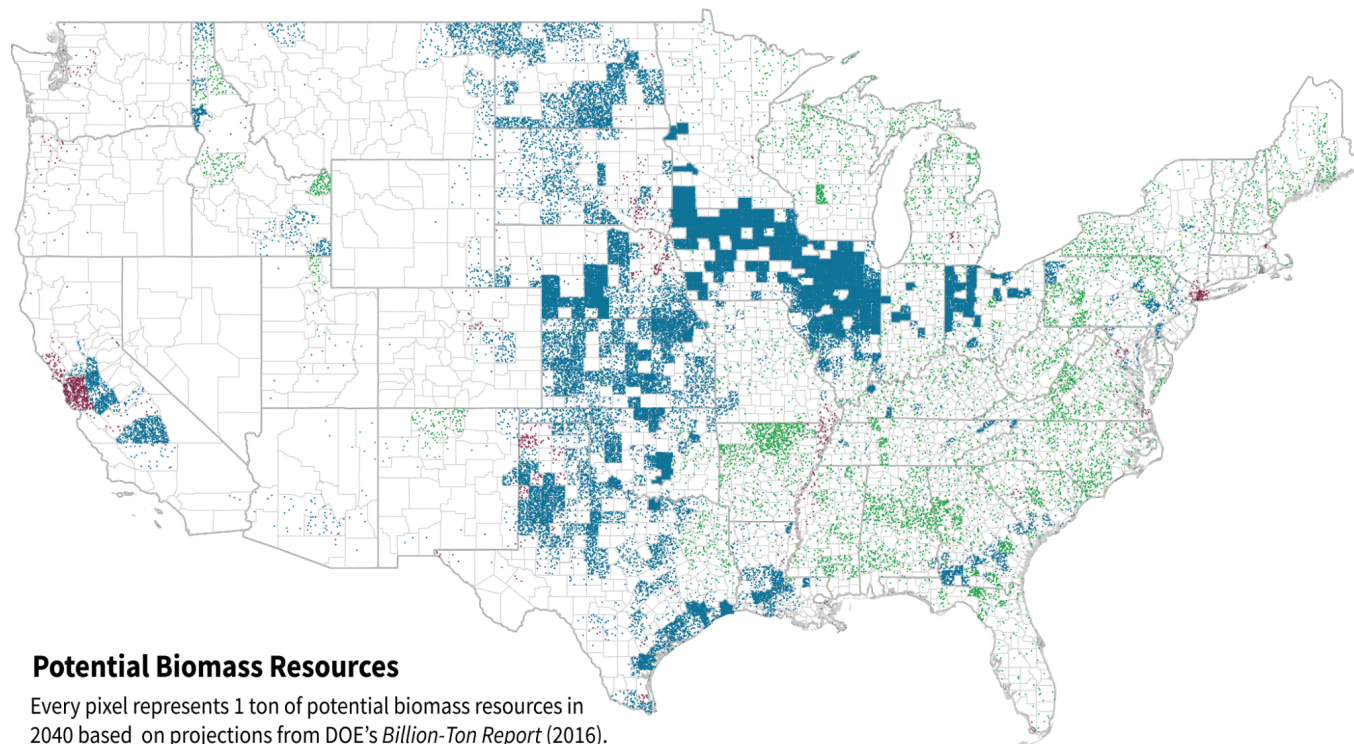 Potential Biomass Resources
Every pixel represents 1 ton of potential biomass resources in
2040 based on projections from DOE’s Billion-Ton Report (2016).